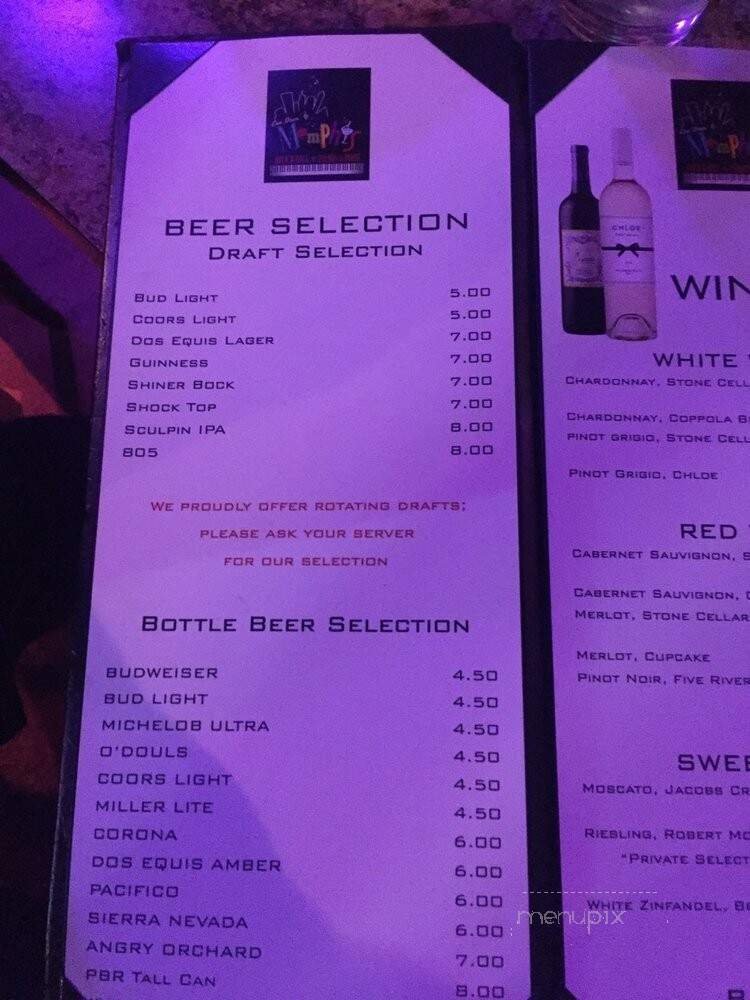 Memphis
BEER SELECTION
DRAFT SELECTION
BUD LIGHT 5.00
COORS LIGHT 5.00
DOS EQUIS LAGER 7.00
GUINNESS 7.00
SHINER BOCK 7.00
SHOCK TOP 7.00
SCULPIN IPA 8.00
805 8.00
WE PROUDLY OFFER ROTATING DRAFTS;
PLEASE ASK YOUR SERVER
FOR OUR SELECTION
BOTTLE BEER SELECTION
BUDWEISER 4.50
BUD LIGHT 4.50
MICHELOB ULTRA 4.50
O'DOULS 4.50
COORS LIGHT 4.50
MILLER LITE 4.50
CORONA 6.00
DOS EQUIS AMBER 6.00
PACIFICO 6.00
SIERRA NEVADA 6.00
ANGRY ORCHARD 7.00
PBR TALL CAN 8.00
Memphis
CHLOE
WIN
WHITE
CHARDONNAY, STONE CELL
CHARDONNAY, COPPOLA
PINOT GRIGIO, STONE CELL
PINOT GRIGIO, CHLOE
RED
CABERNET SAUVIGNON, S
CABERNET SAUVIGNON,
MERLOT, STONE CELLAR
MERLOT, CUPCAKE
PINOT NOIR, FIVE RIVER
SWEE
MOSCATO, JACOBS CR
RIESLING, ROBERT MO
"PRIVATE SELECT
WHITE ZINFANDEL, BE
menupix